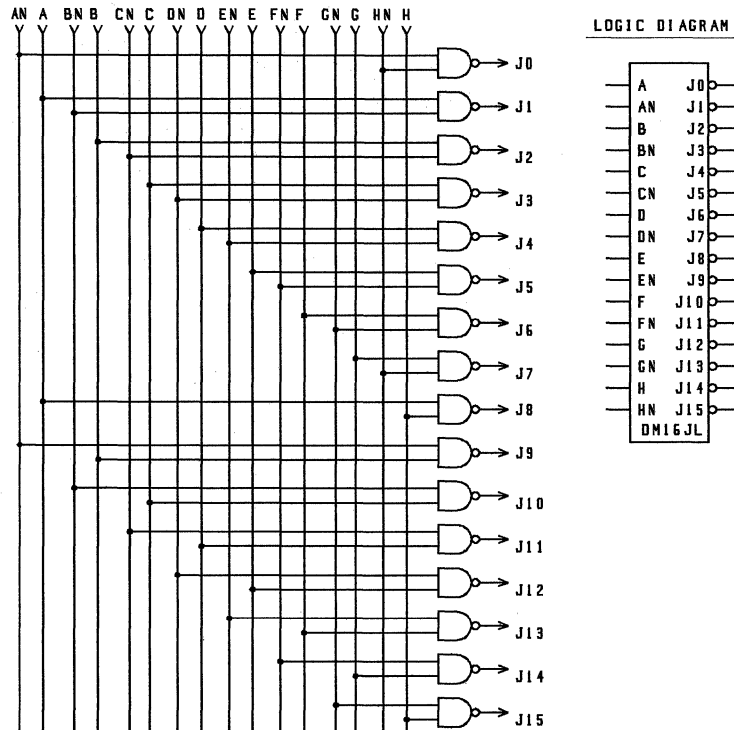 AN A BN B CN C DN D EN E FN F GN G HN H
J0
J1
J2
J3
J4
J5
J6
J7
J8
J9
J10
J11
J12
J13
J14
J15
LOGIC DIAGRAM
A J0
AN J1
B J2
BN J3
C J4
CN J5
D J6
DN J7
E J8
EN J9
F J10
FN J11
G J12
GN J13
H J14
HN J15
DM16JL